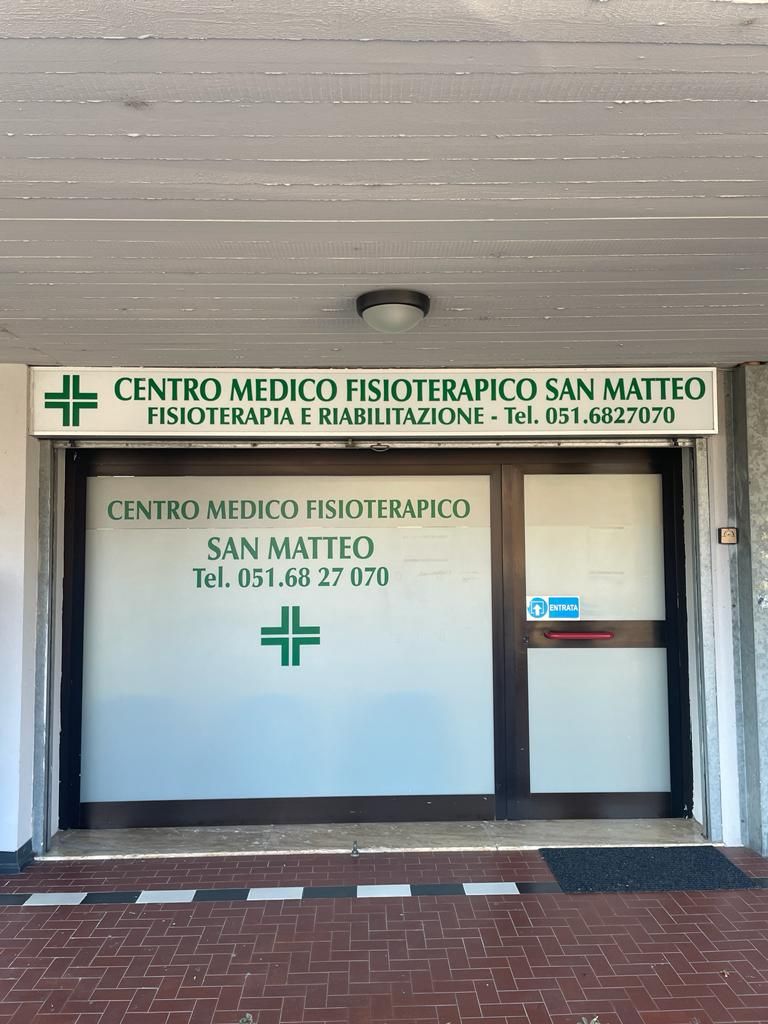 CENTRO MEDICO FISIOTERAPICO SAN MATTEO
FISIOTERAPIA E RIABILITAZIONE - Tel. 051.6827070
CENTRO MEDICO FISIOTERAPICO
SAN MATTEO
Tel. 051.68 27 070
ENTRATA